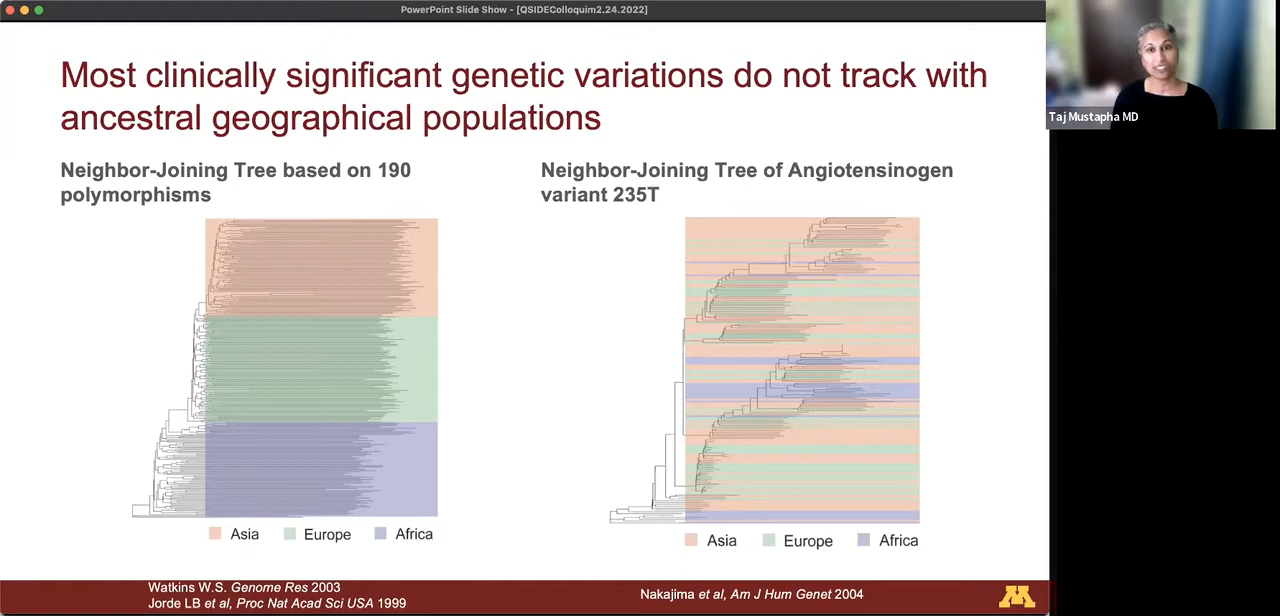 PowerPoint Slide Show - [QSIDEColloquim2,24.2022]
Most clinically significant genetic variations do not track with
ancestral geographical populations
Taj Mustapha MD
Neighbor-Joining Tree based on 190
polymorphisms
Neighbor-Joining Tree of Angiotensinogen
variant 235T
Asia
Europe
Africa
Asia
Europe
Africa
Watkins W.S. Genome Res 2003
Jorde LB et al, Proc Nat Acad Sci USA 1999
Nakajima et al, Am J Hum Genet 2004
M